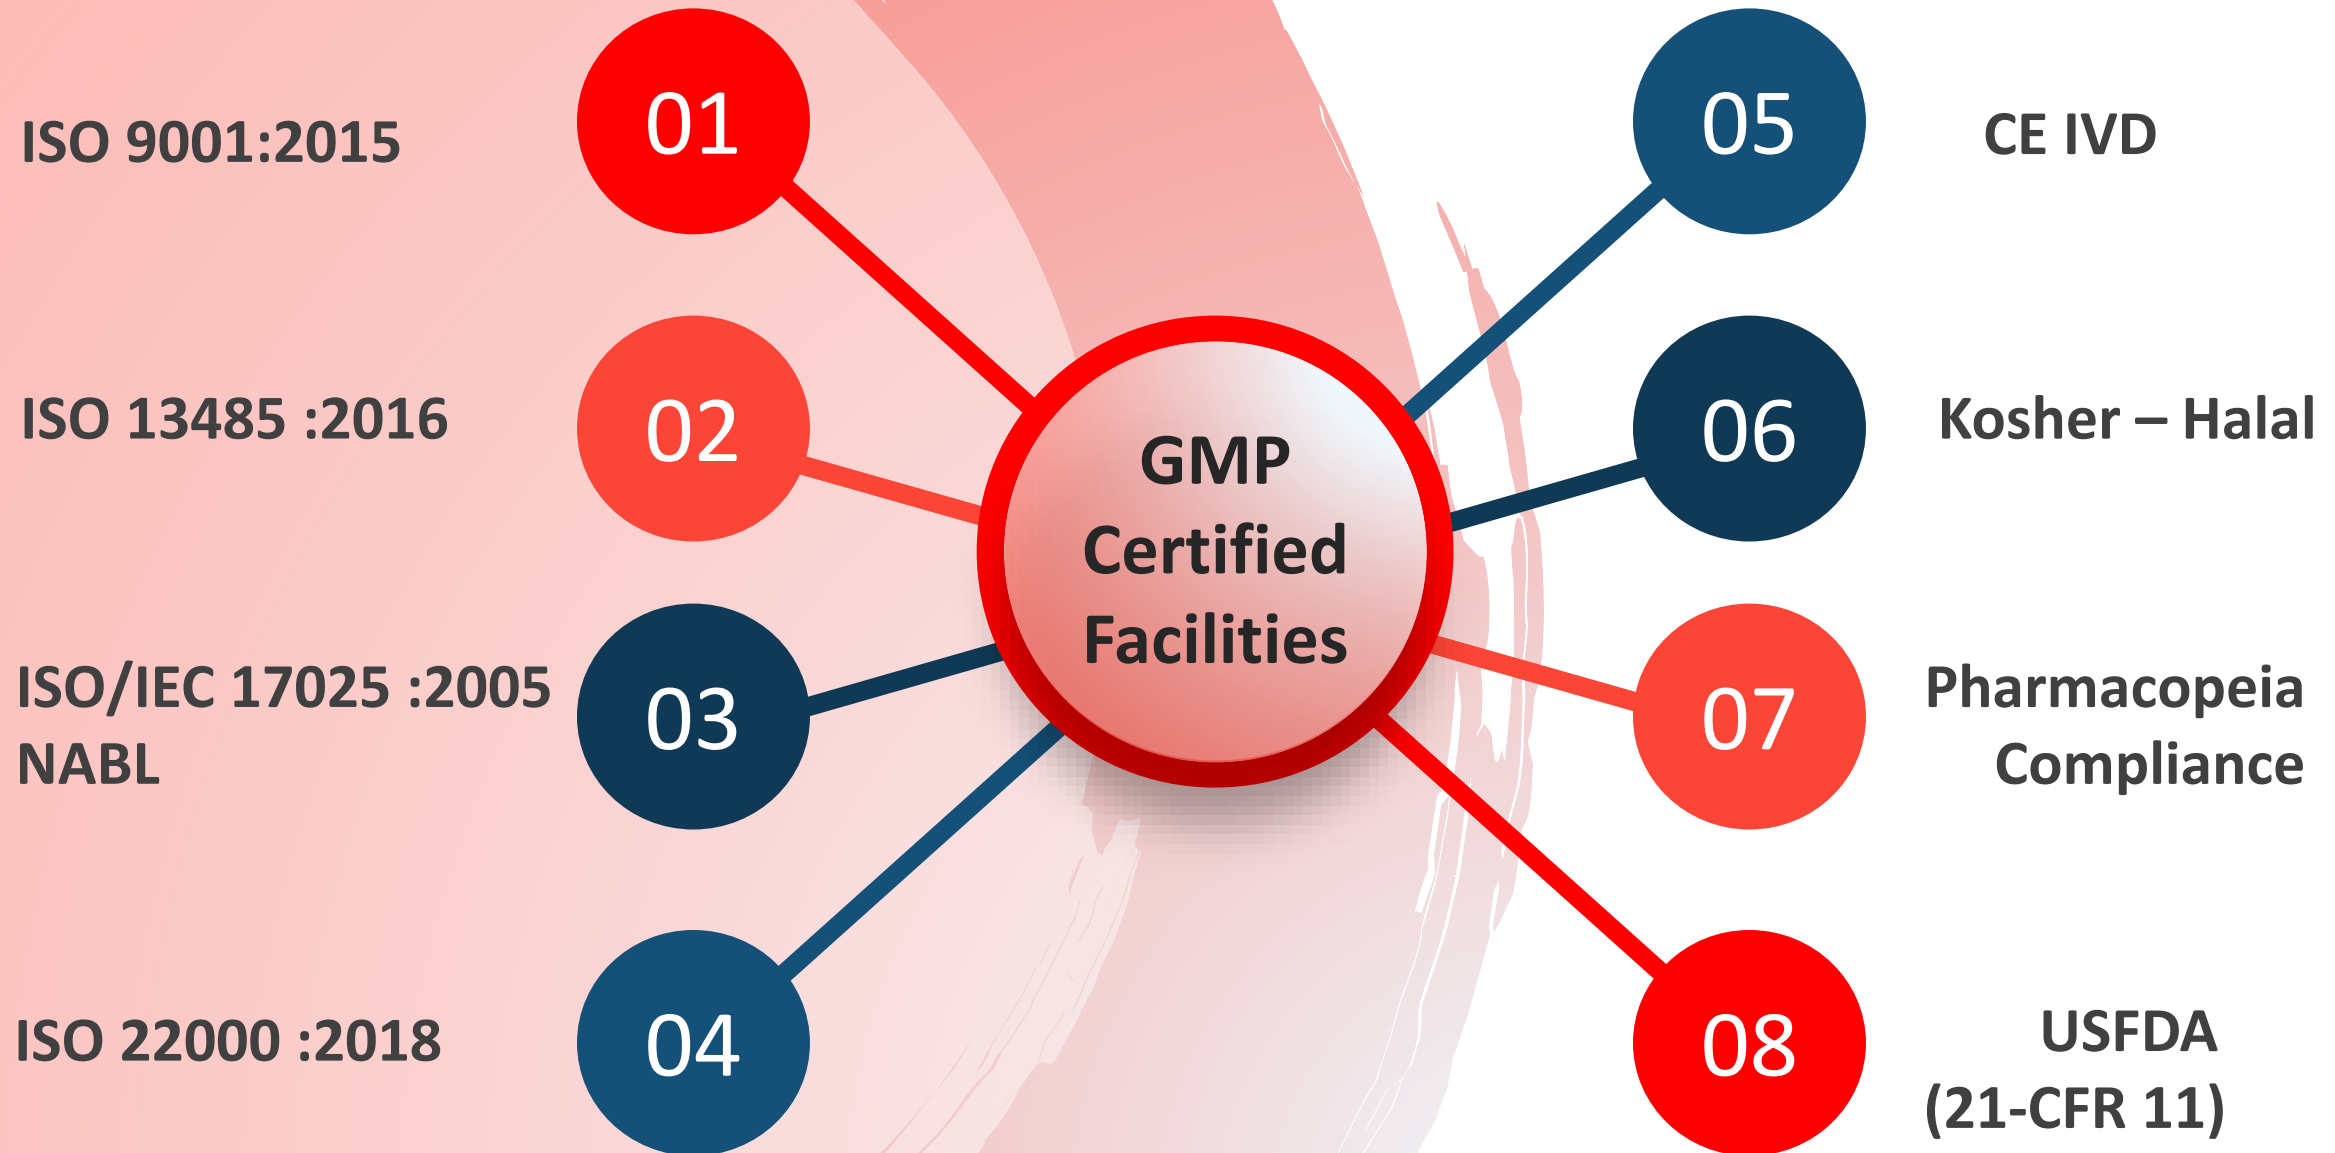 ISO 9001:2015
01
ISO 13485 :2016
02
ISO/IEC 17025 :2005
NABL
03
ISO 22000 :2018
04
GMP
Certified
Facilities
05
CE IVD
06
Kosher – Halal
07
Pharmacopeia
Compliance
08
USFDA
(21-CFR 11)